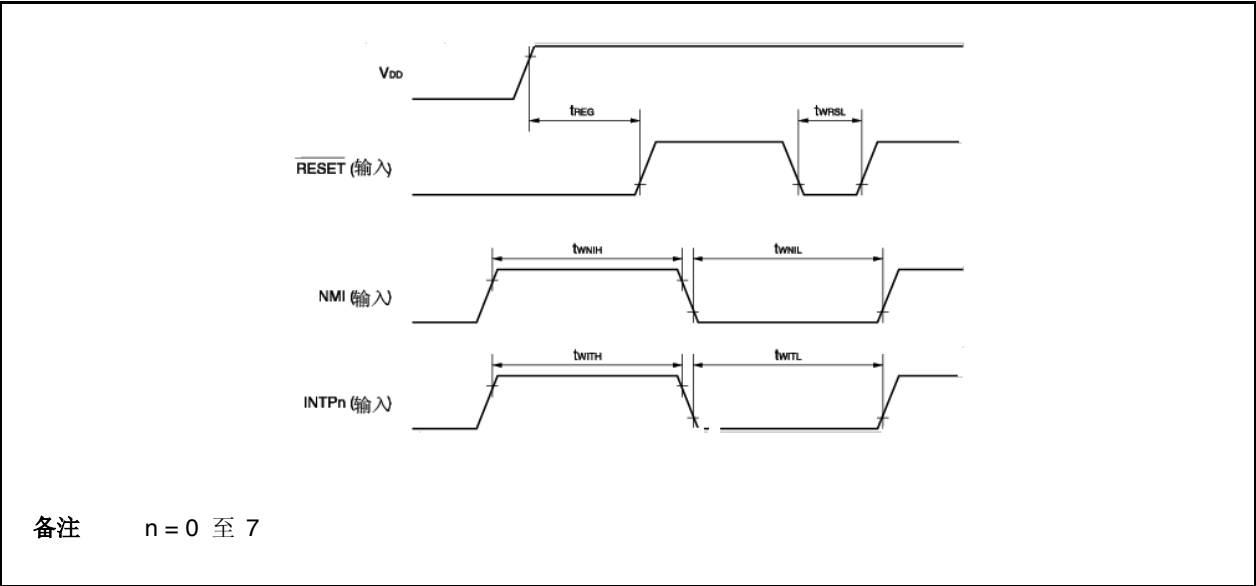 VDD
tREG
tWRSL
RESET (输入)
tWNIH
tWNIL
NMI (输入)
tWITH
tWITL
INTPn (输入)
备注 n = 0 至 7